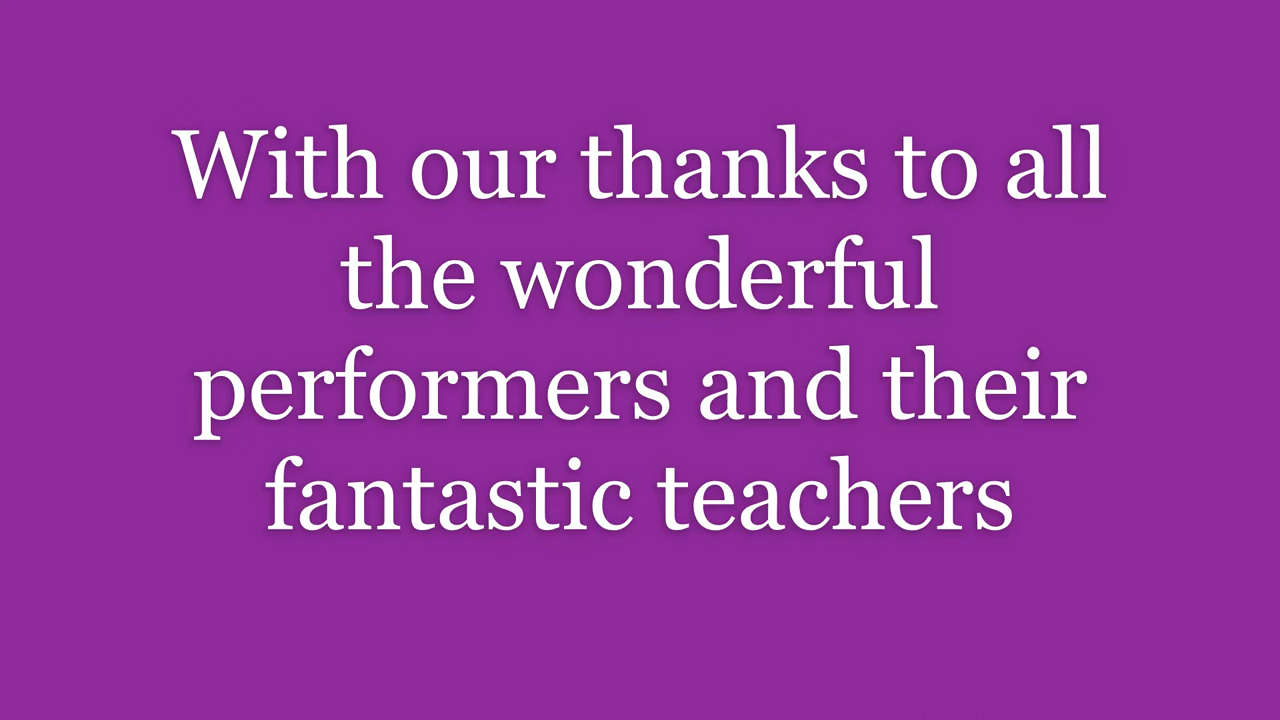 With our thanks to all
the wonderful
performers and their
fantastic teachers